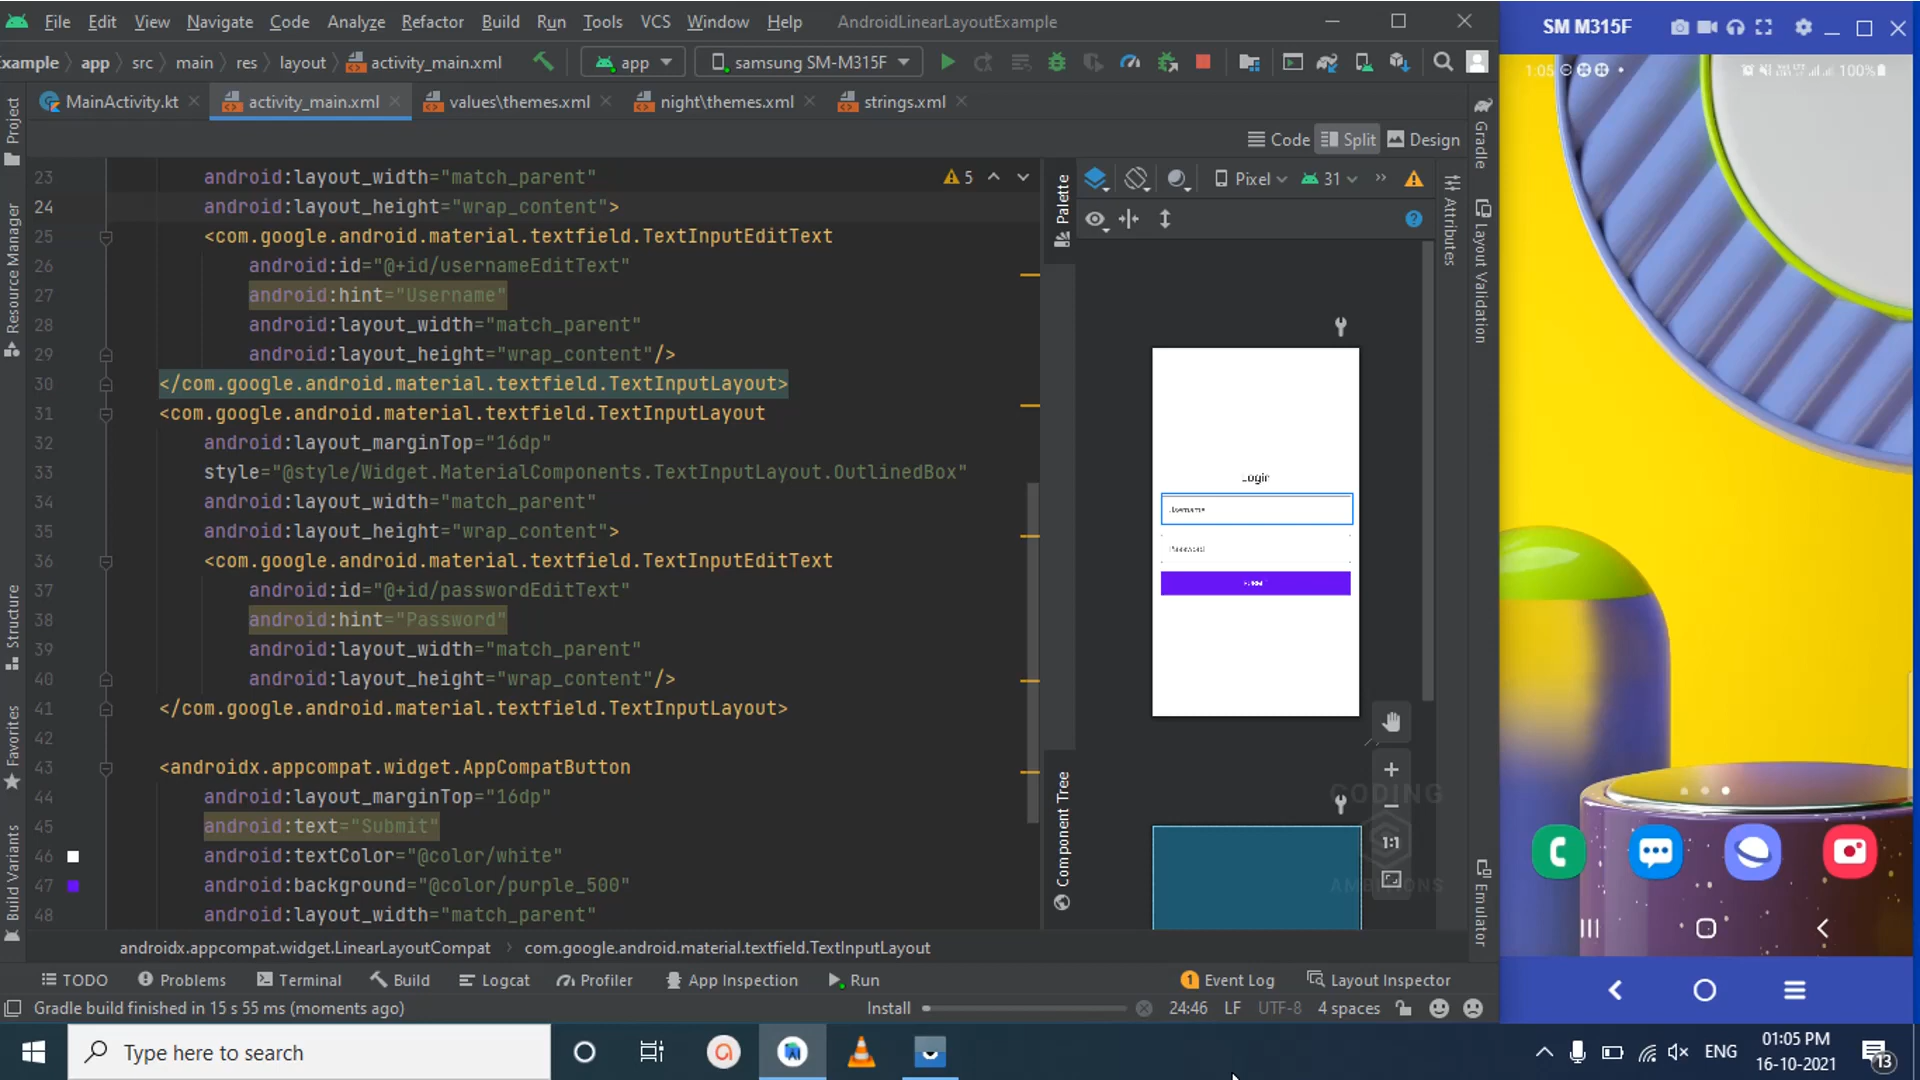 File Edit View Navigate Code Analyze Refactor Build Run Tools VCS Window Help AndroidLinearLayoutExample
xample app src main res layout activity_main.xml app samsung SM-M315F
MainActivity.kt activity_main.xml values\themes.xml night\themes.xml strings.xml
Code Split Design
Project
Resource Manager
Structure
Favorites
Build Variants
23 android:layout_width="match_parent"
24 android:layout_height="wrap_content">
25 <com.google.android.material.textfield.TextInputEditText
26 android:id="@+id/usernameEditText"
27 android:hint="Username"
28 android:layout_width="match_parent"
29 android:layout_height="wrap_content"/>
30 </com.google.android.material.textfield.TextInputLayout>
31 <com.google.android.material.textfield.TextInputLayout
32 android:layout_marginTop="16dp"
33 style="@style/Widget.MaterialComponents.TextInputLayout.OutlinedBox"
34 android:layout_width="match_parent"
35 android:layout_height="wrap_content">
36 <com.google.android.material.textfield.TextInputEditText
37 android:id="@+id/passwordEditText"
38 android:hint="Password"
39 android:layout_width="match_parent"
40 android:layout_height="wrap_content"/>
41 </com.google.android.material.textfield.TextInputLayout>
42
43 <androidx.appcompat.widget.AppCompatButton
44 android:layout_marginTop="16dp"
45 android:text="Submit"
46 android:textColor="@color/white"
47 android:background="@color/purple_500"
48 android:layout_width="match_parent"
5
Palette
Component Tree
Pixel 31
Login
Username
Password
1:1
CODING
AMBITIONS
Attributes
Gradle
Layout Validation
Emulator
androidx.appcompat.widget.LinearLayoutCompat com.google.android.material.textfield.TextInputLayout
TODO Problems Terminal Build Logcat Profiler App Inspection Run 1 Event Log Layout Inspector
Gradle build finished in 15 s 55 ms (moments ago) Install 24:46 LF UTF-8 4 spaces
SM M315F
1:05 100%
Type here to search
ENG
01:05 PM
16-10-2021
13